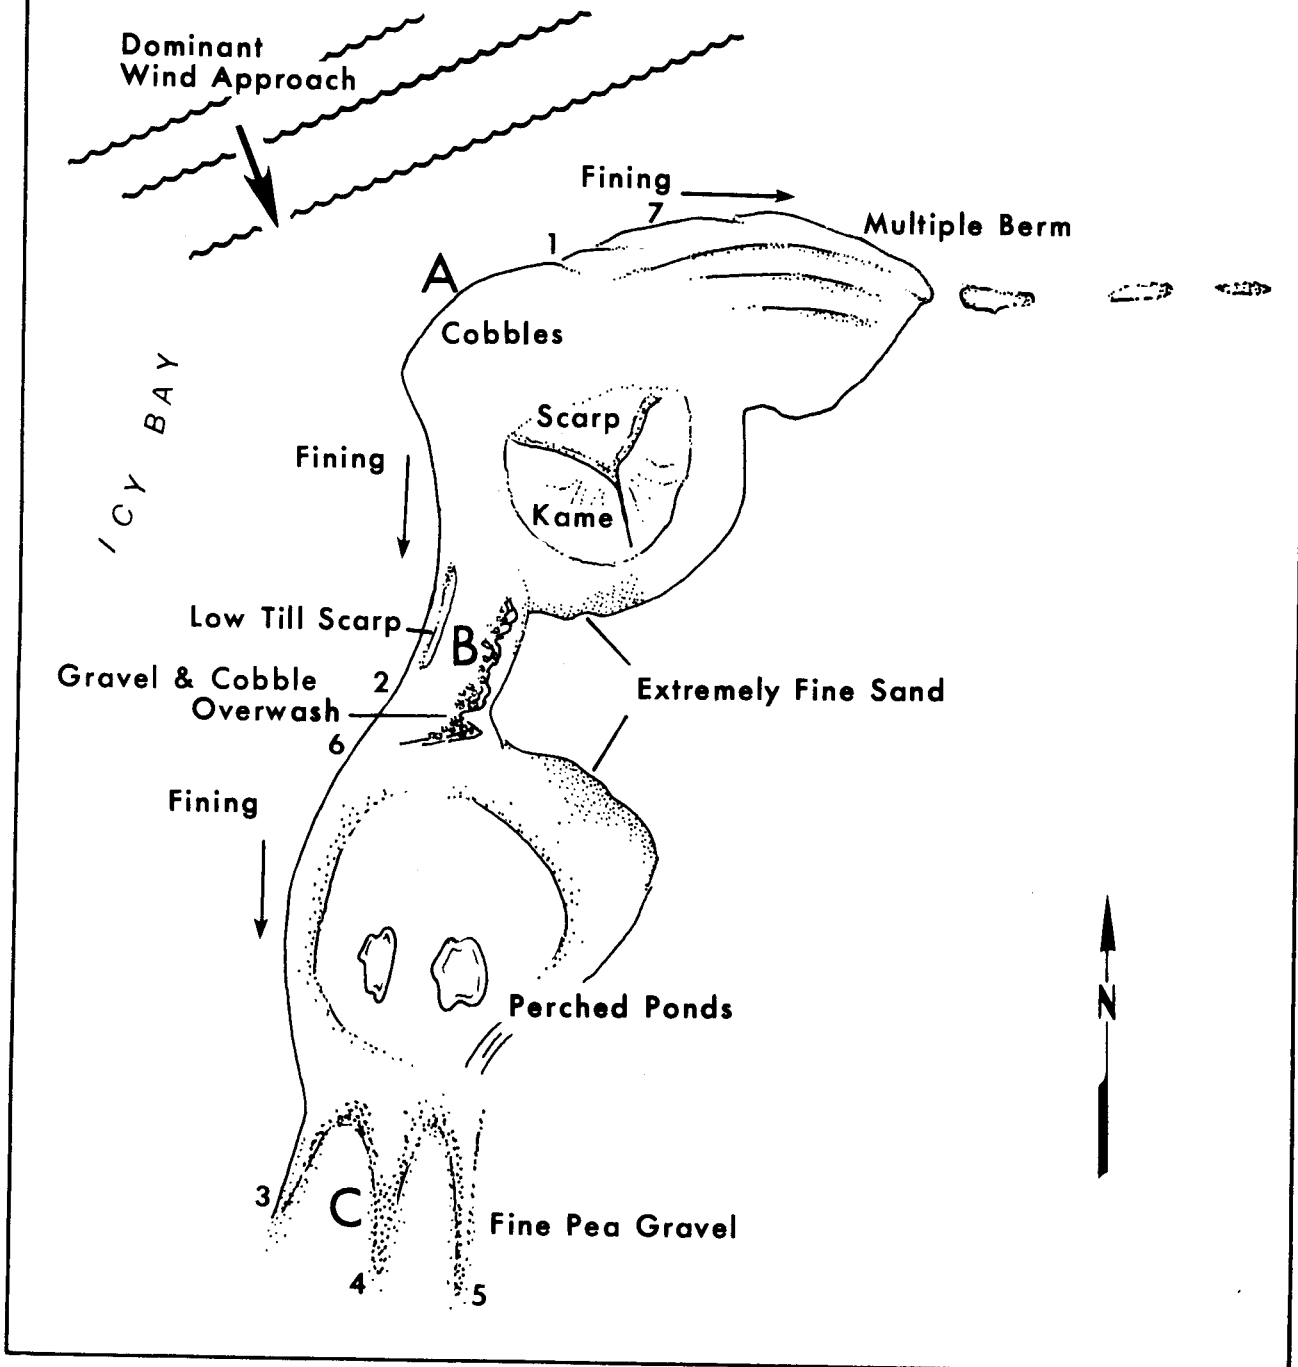 Dominant
Wind Approach
Fining
7
Multiple Berm
1
A
Cobbles
ICY BAY
Scarp
Fining
Kame
Low Till Scarp
B
Gravel & Cobble
Overwash
2
Extremely Fine Sand
6
Fining
Perched Ponds
N
3
C
Fine Pea Gravel
4
5